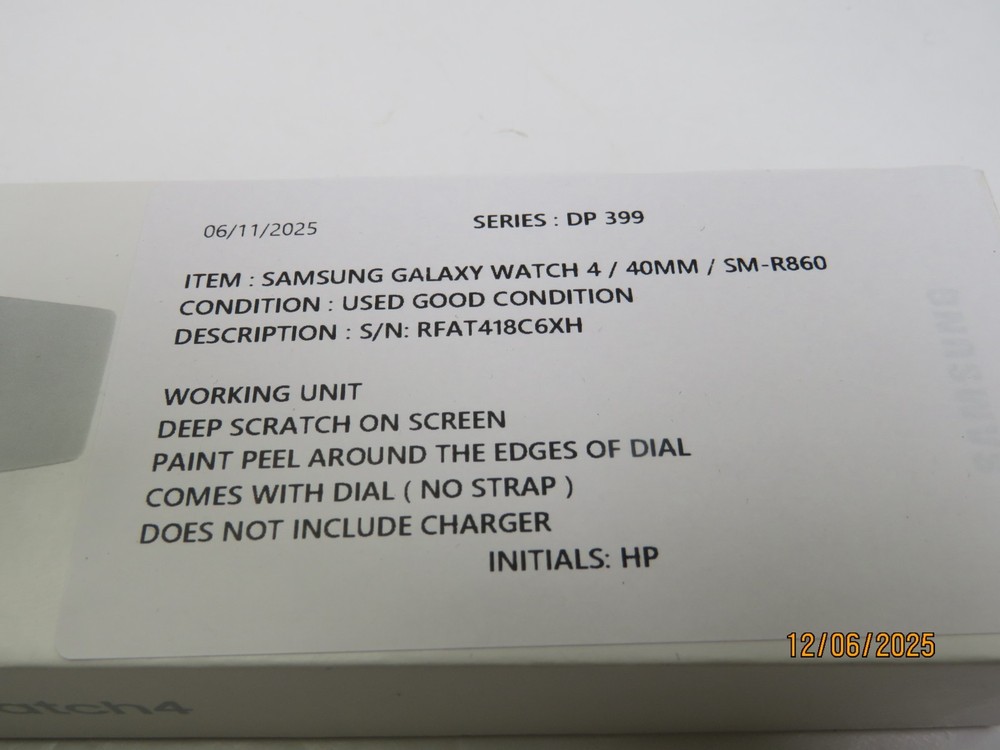 06/11/2025
SERIES : DP 399
ITEM : SAMSUNG GALAXY WATCH 4 / 40MM / SM-R860
CONDITION : USED GOOD CONDITION
DESCRIPTION : S/N: RFAT418C6XH
WORKING UNIT
DEEP SCRATCH ON SCREEN
PAINT PEEL AROUND THE EDGES OF DIAL
COMES WITH DIAL ( NO STRAP )
DOES NOT INCLUDE CHARGER
INITIALS: HP
SAMSUNG
12/06/2025
atch4